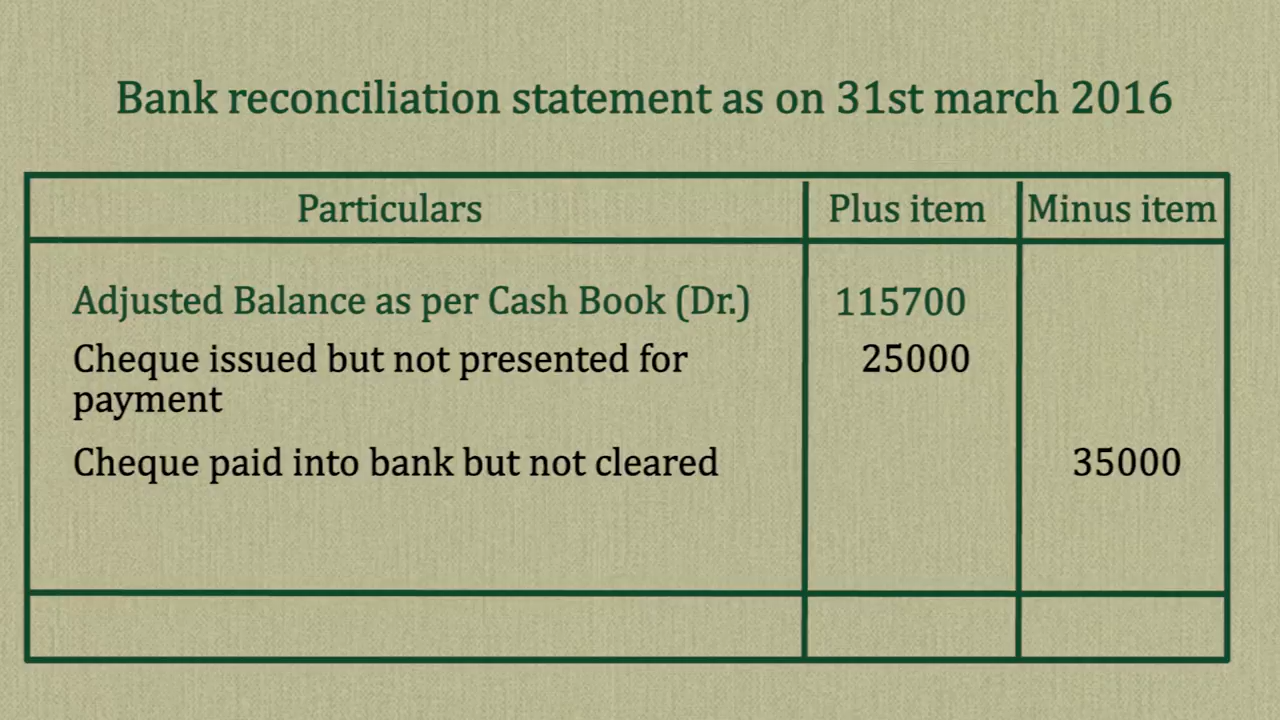 Bank reconciliation statement as on 31st march 2016
Particulars Plus item Minus item
Adjusted Balance as per Cash Book (Dr.) 115700
Cheque issued but not presented for 25000
payment
Cheque paid into bank but not cleared 35000